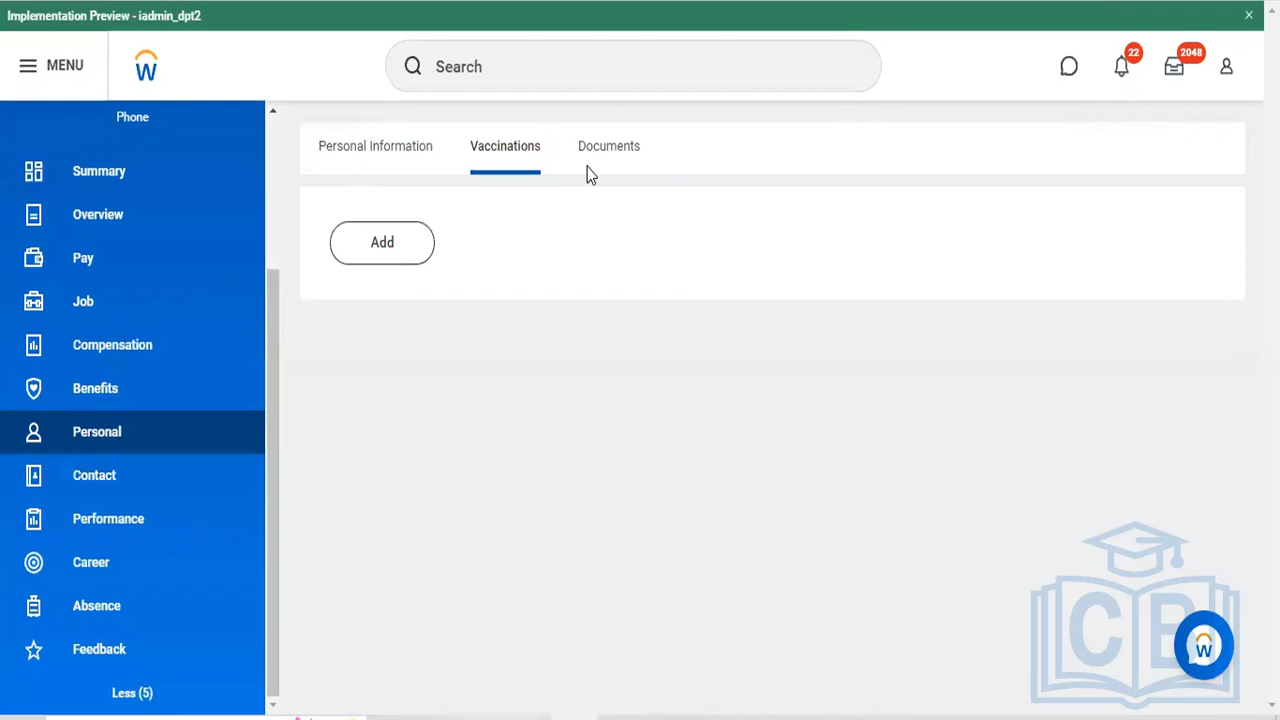 Implementation Preview - iadmin_dpt2
MENU
Search
22
2048
Phone
Summary
Overview
Pay
Job
Compensation
Benefits
Personal
Contact
Performance
Career
Absence
Feedback
Less (5)
Personal Information
Vaccinations
Documents
Add
CB